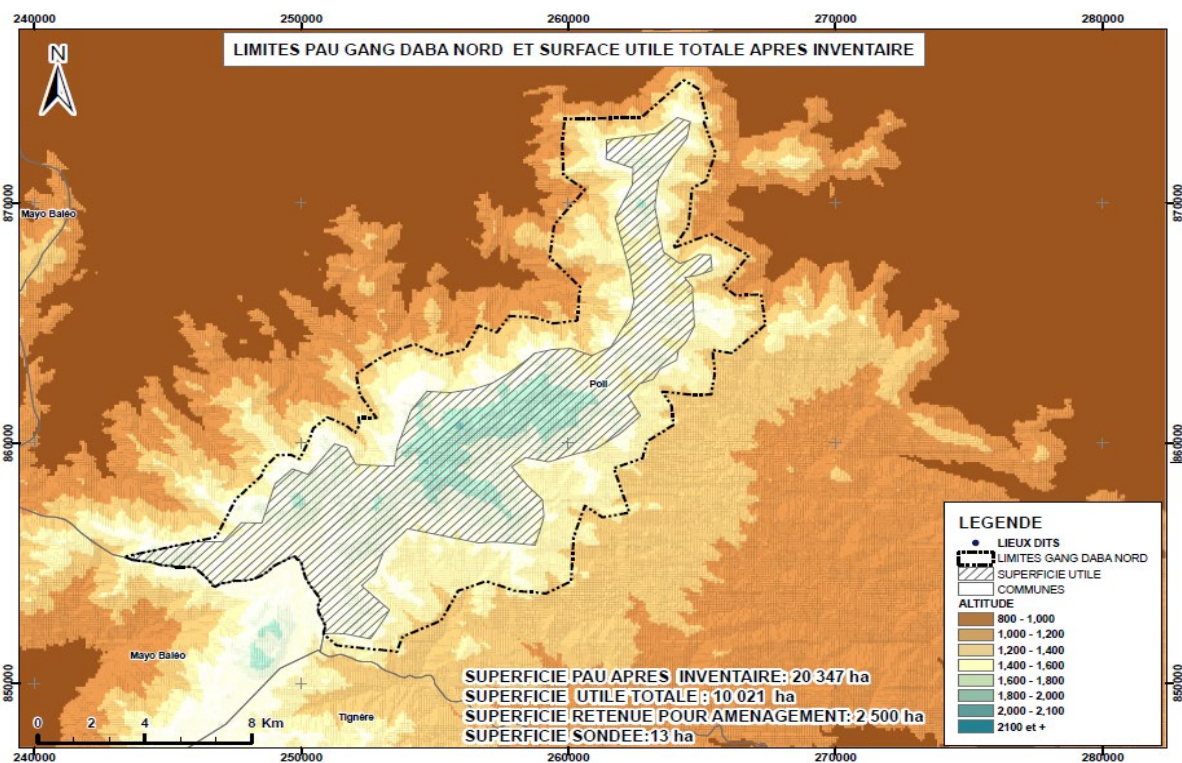 240000 250000 260000 270000 280000
LIMITES PAU GANG DABA NORD ET SURFACE UTILE TOTALE APRES INVENTAIRE
N
870000 870000
Mayo Baléo
Poli
860000 860000
LEGENDE
LIEUX DITS
LIMITES GANG DABA NORD
SUPERFICIE UTILE
COMMUNES
ALTITUDE
800 - 1,000
1,000 - 1,200
1,200 - 1,400
1,400 - 1,600
1,600 - 1,800
1,800 - 2,000
2,000 - 2,100
2100 et +
Mayo Baléo
850000 850000
SUPERFICIE PAU APRES INVENTAIRE: 20 347 ha
SUPERFICIE UTILE TOTALE : 10 021 ha
SUPERFICIE RETENUE POUR AMENAGEMENT: 2 500 ha
SUPERFICIE SONDEE:13 ha
Tignère
0 2 4 8 Km
240000 250000 260000 270000 280000